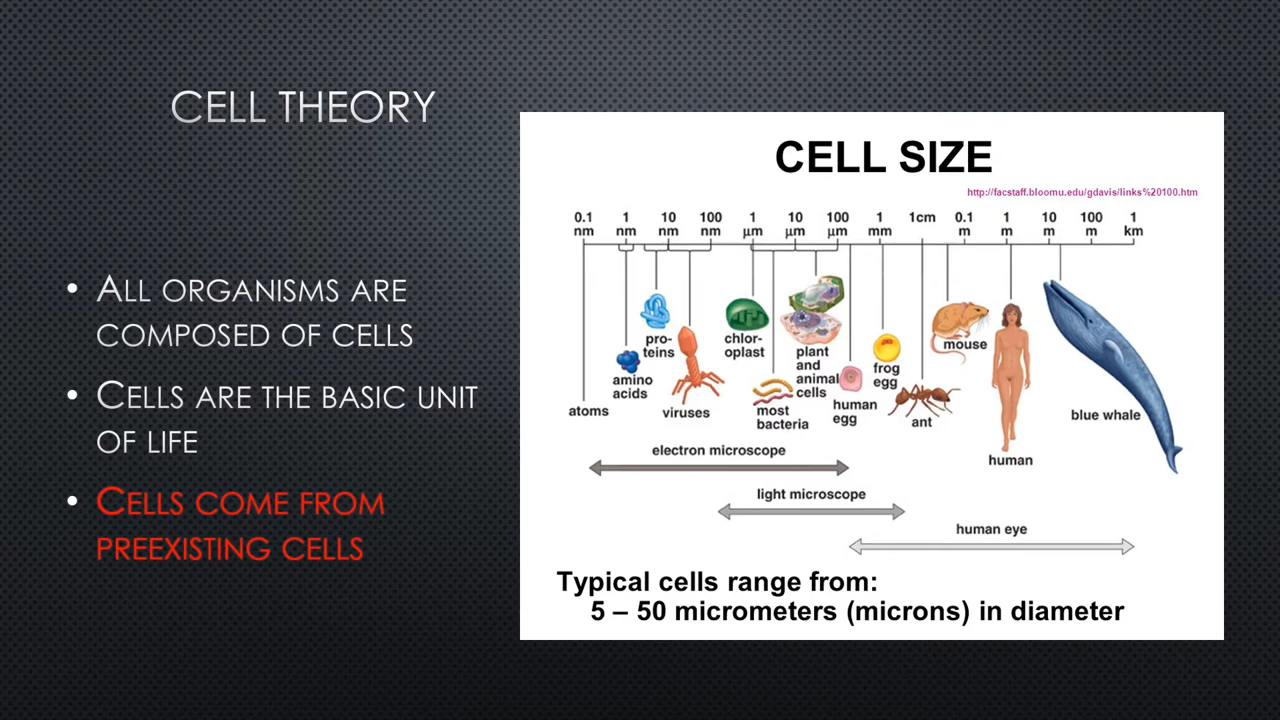 CELL THEORY
• ALL ORGANISMS ARE
COMPOSED OF CELLS
• CELLS ARE THE BASIC UNIT
OF LIFE
• CELLS COME FROM
PREEXISTING CELLS
CELL SIZE
http://facstaff.bloomu.edu/gdavis/links%20100.htm
0.1 1 10 100 1 10 100 1 1cm 0.1 1 10 100 1
nm nm nm nm µm µm µm mm m m m m km
pro-
teins
chlor-
oplast
plant
and
animal
cells
mouse
frog
egg
amino
acids
human
egg
atoms
viruses
most
bacteria
ant
blue whale
human
electron microscope
light microscope
human eye
Typical cells range from:
5 – 50 micrometers (microns) in diameter